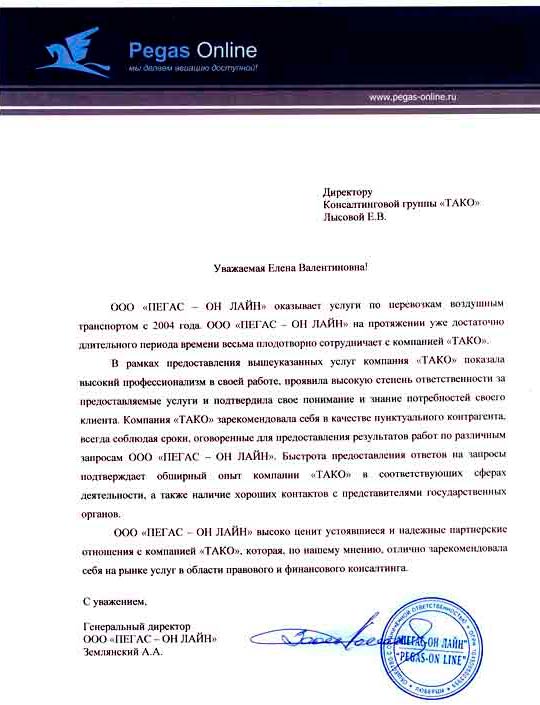 Pegas Online
мы делаем авиацию доступной!
www.pegas-online.ru
Директору
Консалтинговой группы «ТАКО»
Лысовой Е.В.
Уважаемая Елена Валентиновна!
ООО «ПЕГАС – ОН ЛАЙН» оказывает услуги по перевозкам воздушным
транспортом с 2004 года. ООО «ПЕГАС – ОН ЛАЙН» на протяжении уже достаточно
длительного периода времени весьма плодотворно сотрудничает с компанией «ТАКО».
В рамках предоставления вышеуказанных услуг компания «ТАКО» показала
высокий профессионализм в своей работе, проявила высокую степень ответственности за
предоставляемые услуги и подтвердила свое понимание и знание потребностей своего
клиента. Компания «ТАКО» зарекомендовала себя в качестве пунктуального контрагента,
всегда соблюдая сроки, оговоренные для предоставления результатов работ по различным
запросам ООО «ПЕГАС – ОН ЛАЙН». Быстрота предоставления ответов на запросы
подтверждает обширный опыт компании «ТАКО» в соответствующих сферах
деятельности, а также наличие хороших контактов с представителями государственных
органов.
ООО «ПЕГАС – ОН ЛАЙН» высоко ценит устоявшиеся и надежные партнерские
отношения с компанией «ТАКО», которая, по нашему мнению, отлично зарекомендовала
себя на рынке услуг в области правового и финансового консалтинга.
С уважением,
Генеральный директор
ООО «ПЕГАС – ОН ЛАЙН»
Землянский А.А.
"ПЕГАС-ОН ЛАЙН"
"PEGAS-ON LINE"